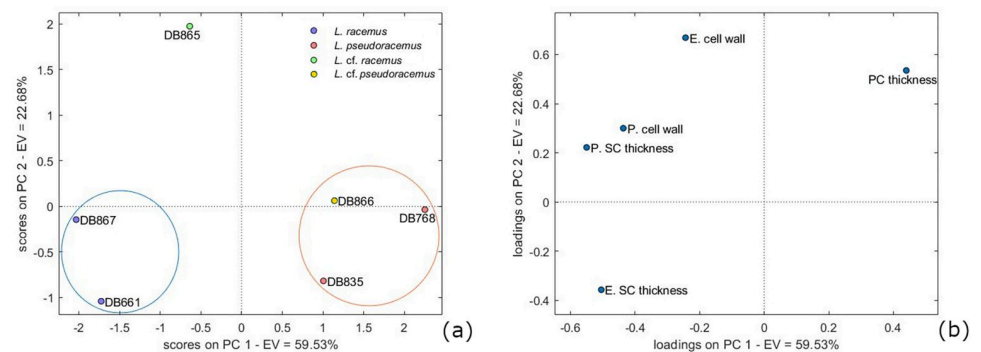 2
1.5
1
0.5
0
-0.5
-1
scores on PC 2 - EV = 22.68%
DB865
L. racemus
L. pseudoracemus
L. cf. racemus
L. cf. pseudoracemus
DB866
DB867
DB768
DB835
DB661
-2 -1.5 -1 -0.5 0 0.5 1 1.5 2
scores on PC 1 - EV = 59.53%
(a)
0.6
0.4
0.2
0
-0.2
-0.4
loadings on PC 2 - EV = 22.68%
E. cell wall
PC thickness
P. cell wall
P. SC thickness
E. SC thickness
-0.6 -0.4 -0.2 0 0.2 0.4
loadings on PC 1 - EV = 59.53%
(b)